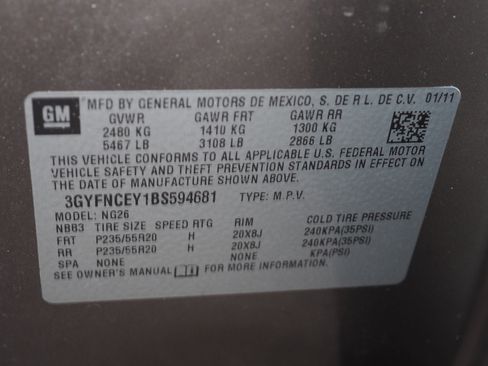 GM MFD BY GENERAL MOTORS DE MEXICO, S. DE R L. DE C.V. 01/11
GVWR GAWR FRT GAWR RR
2480 KG 1410 KG 1300 KG
5467 LB 3108 LB 2866 LB
THIS VEHICLE CONFORMS TO ALL APPLICABLE U.S. FEDERAL MOTOR
VEHICLE SAFETY AND THEFT PREVENTION STANDARDS IN EFFECT ON
THE DATE OF MANUFACTURE SHOWN ABOVE.
3GYFNCEY1BS594681 TYPE: M.P.V.
MODEL: NG26
NB83 TIRE SIZE SPEED RTG RIM COLD TIRE PRESSURE
FRT P235/55R20 H 20X8J 240KPA(35PSI)
RR P235/55R20 H 20X8J 240KPA(35PSI)
SPA NONE NONE KPA(PSI)
SEE OWNER'S MANUAL FOR MORE INFORMATION.